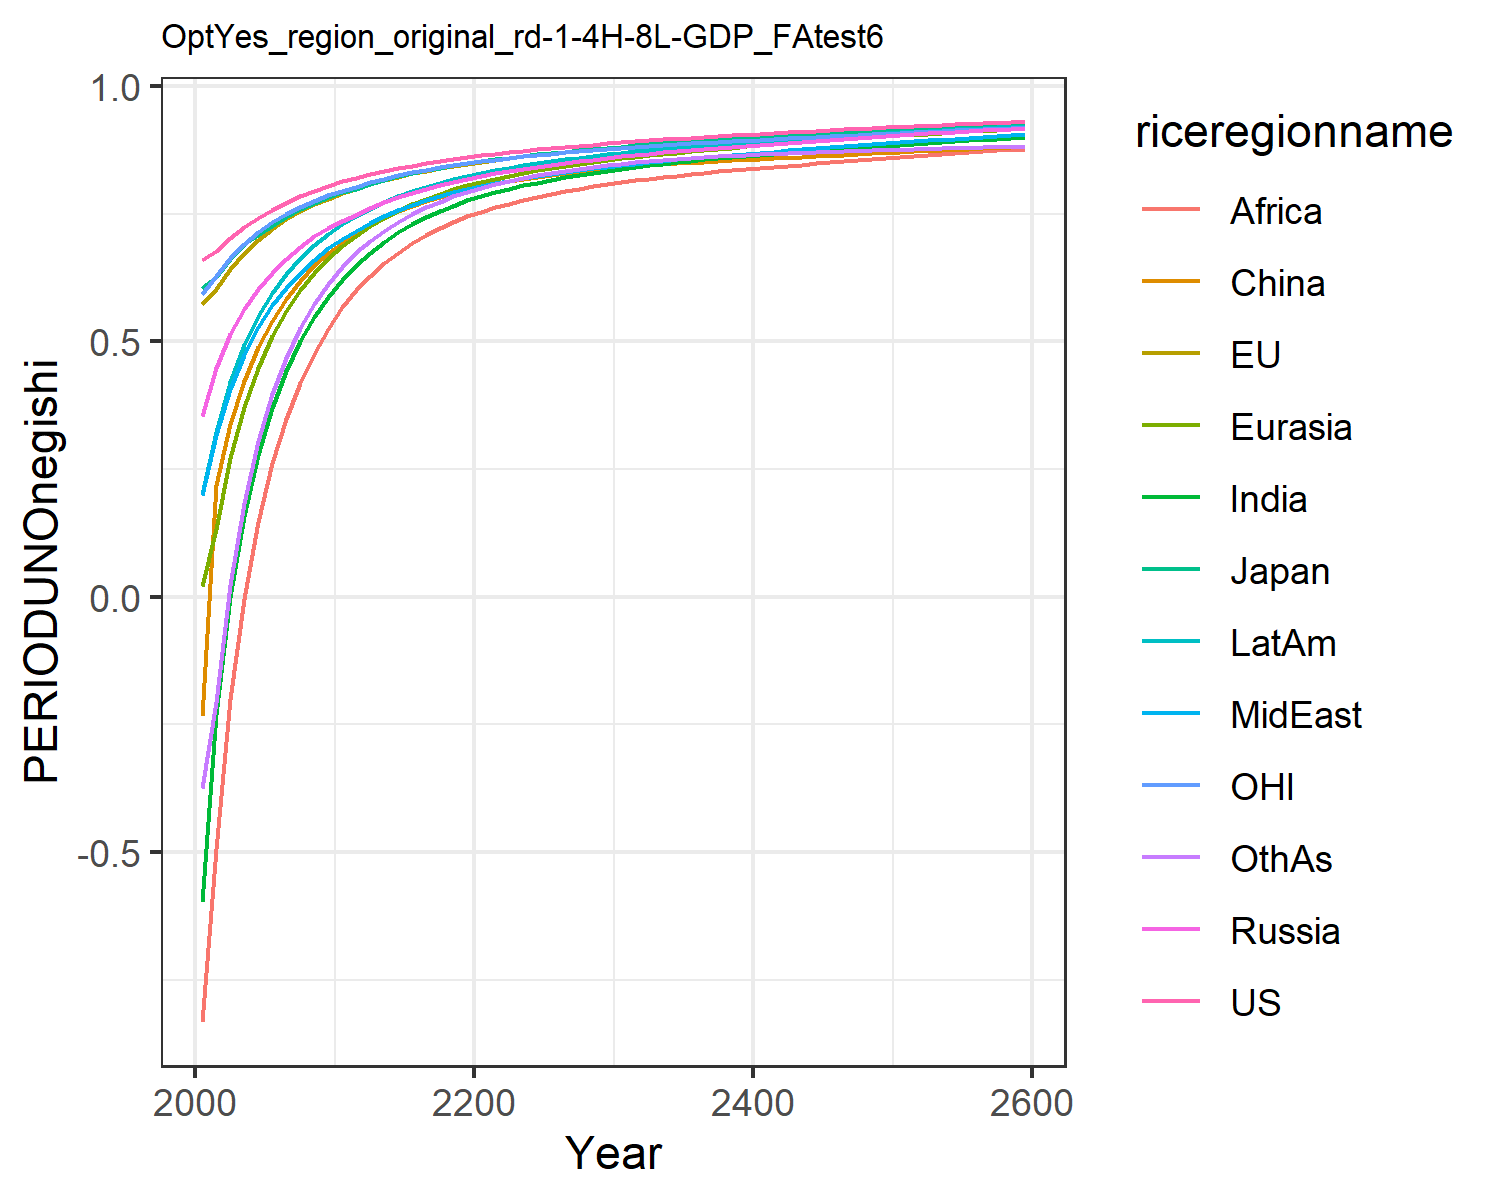 OptYes_region_original_rd-1-4H-8L-GDP_FAtest6
1.0
0.5
0.0
-0.5
PERIODUNOnegishi
2000
2200
2400
2600
Year
riceregionname
Africa
China
EU
Eurasia
India
Japan
LatAm
MidEast
OHI
OthAs
Russia
US